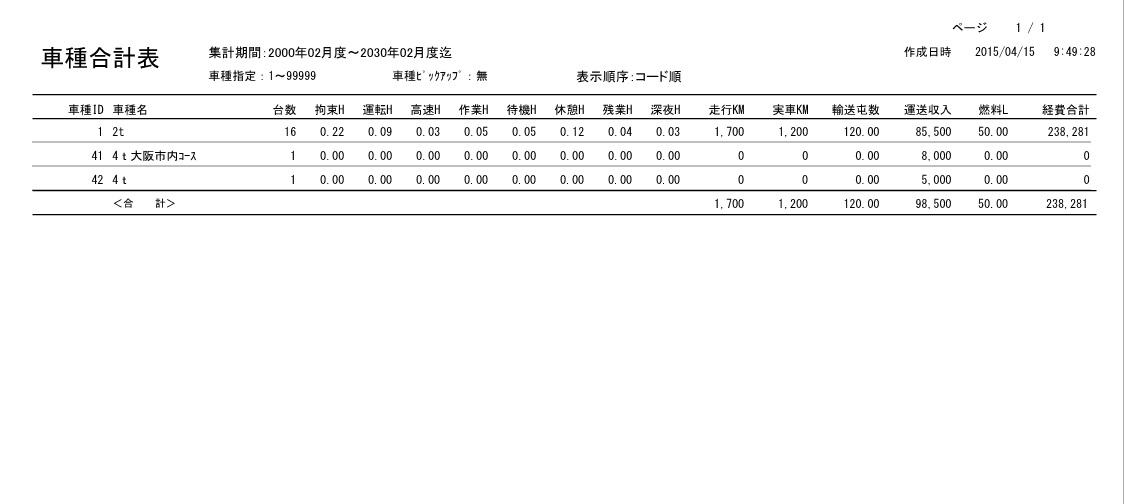 ページ 1 / 1
車種合計表 集計期間:2000年02月度～2030年02月度迄 作成日時 2015/04/15 9:49:28
車種指定：1～99999 車種ﾋﾟｯｸｱｯﾌﾟ：無 表示順序:コード順
車種ID 車種名 台数 拘束H 運転H 高速H 作業H 待機H 休憩H 残業H 深夜H 走行KM 実車KM 輸送屯数 運送収入 燃料L 経費合計
1 2t 16 0.22 0.09 0.03 0.05 0.05 0.12 0.04 0.03 1,700 1,200 120.00 85,500 50.00 238,281
41 4ｔ大阪市内ｺｰｽ 1 0.00 0.00 0.00 0.00 0.00 0.00 0.00 0.00 0 0 0.00 8,000 0.00 0
42 4ｔ 1 0.00 0.00 0.00 0.00 0.00 0.00 0.00 0.00 0 0 0.00 5,000 0.00 0
＜合　計＞ 1,700 1,200 120.00 98,500 50.00 238,281